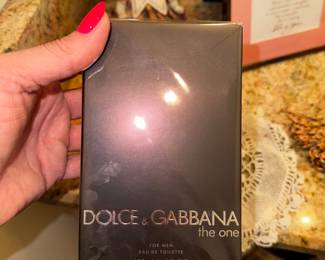 DOLCE & GABBANA
the one
FOR MEN
EAU DE TOILETTE